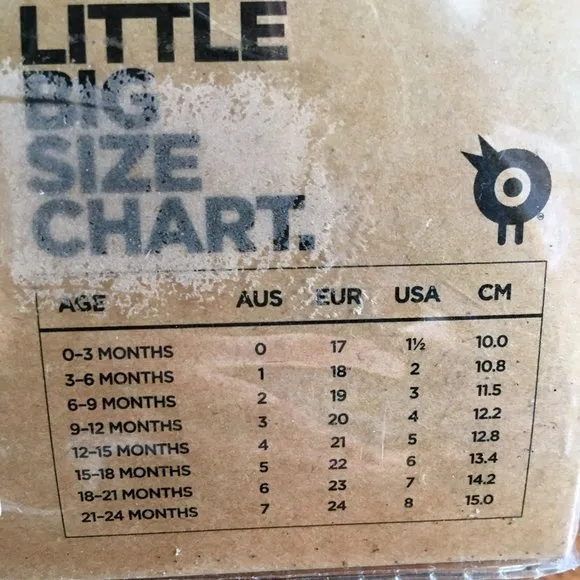 LITTLE
BIG
SIZE
CHART.
AGE AUS EUR USA CM
0-3 MONTHS 0 17 1½ 10.0
3-6 MONTHS 1 18 2 10.8
6-9 MONTHS 2 19 3 11.5
9-12 MONTHS 3 20 4 12.2
12-15 MONTHS 4 21 5 12.8
15-18 MONTHS 5 22 6 13.4
18-21 MONTHS 6 23 7 14.2
21-24 MONTHS 7 24 8 15.0